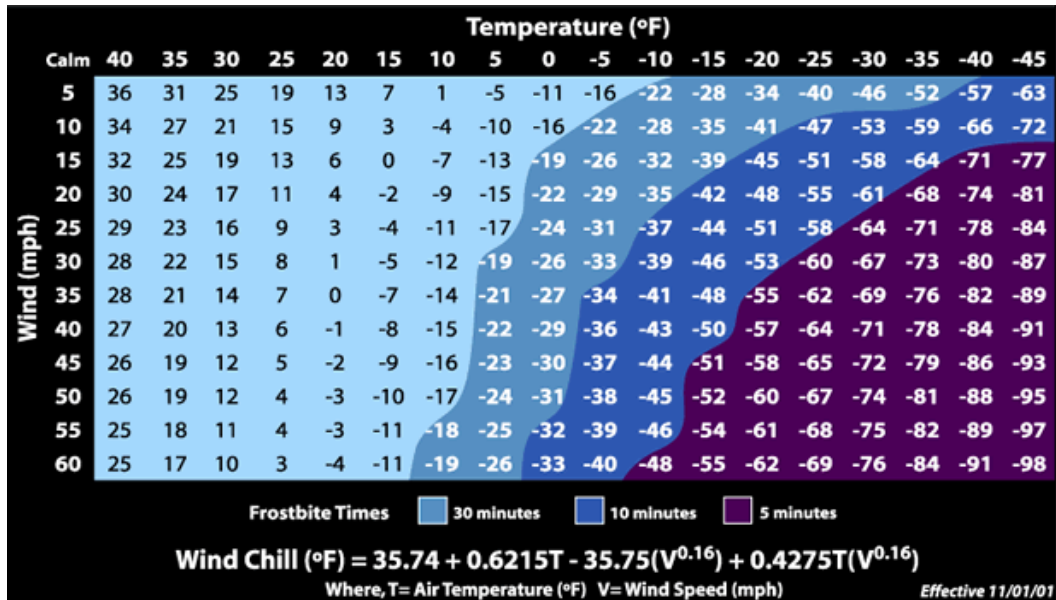 Temperature (ºF)
Calm 40 35 30 25 20 15 10 5 0 -5 -10 -15 -20 -25 -30 -35 -40 -45
5 36 31 25 19 13 7 1 -5 -11 -16 -22 -28 -34 -40 -46 -52 -57 -63
10 34 27 21 15 9 3 -4 -10 -16 -22 -28 -35 -41 -47 -53 -59 -66 -72
15 32 25 19 13 6 0 -7 -13 -19 -26 -32 -39 -45 -51 -58 -64 -71 -77
20 30 24 17 11 4 -2 -9 -15 -22 -29 -35 -42 -48 -55 -61 -68 -74 -81
25 29 23 16 9 3 -4 -11 -17 -24 -31 -37 -44 -51 -58 -64 -71 -78 -84
30 28 22 15 8 1 -5 -12 -19 -26 -33 -39 -46 -53 -60 -67 -73 -80 -87
35 28 21 14 7 0 -7 -14 -21 -27 -34 -41 -48 -55 -62 -69 -76 -82 -89
40 27 20 13 6 -1 -8 -15 -22 -29 -36 -43 -50 -57 -64 -71 -78 -84 -91
45 26 19 12 5 -2 -9 -16 -23 -30 -37 -44 -51 -58 -65 -72 -79 -86 -93
50 26 19 12 4 -3 -10 -17 -24 -31 -38 -45 -52 -60 -67 -74 -81 -88 -95
55 25 18 11 4 -3 -11 -18 -25 -32 -39 -46 -54 -61 -68 -75 -82 -89 -97
60 25 17 10 3 -4 -11 -19 -26 -33 -40 -48 -55 -62 -69 -76 -84 -91 -98
Wind (mph)
Frostbite Times 30 minutes 10 minutes 5 minutes
Wind Chill (ºF) = 35.74 + 0.6215T - 35.75(V^0.16) + 0.4275T(V^0.16)
Where, T= Air Temperature (ºF) V= Wind Speed (mph)
Effective 11/01/01